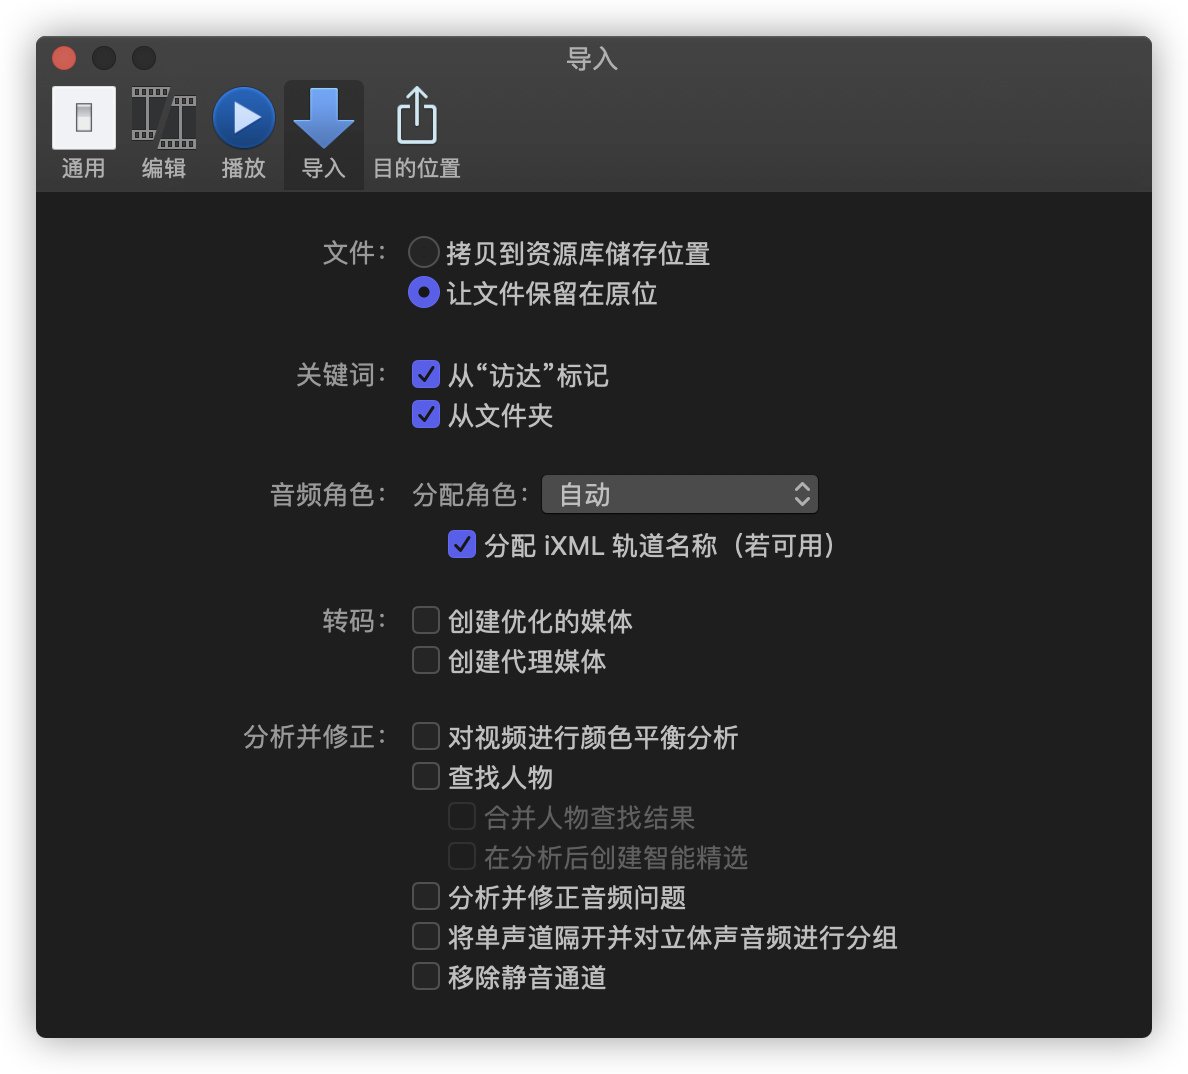 导入
通用 编辑 播放 导入 目的位置
文件： 拷贝到资源库储存位置
让文件保留在原位
关键词： 从“访达”标记
从文件夹
音频角色： 分配角色： 自动
分配 iXML 轨道名称（若可用）
转码： 创建优化的媒体
创建代理媒体
分析并修正： 对视频进行颜色平衡分析
查找人物
合并人物查找结果
在分析后创建智能精选
分析并修正音频问题
将单声道隔开并对立体声音频进行分组
移除静音通道